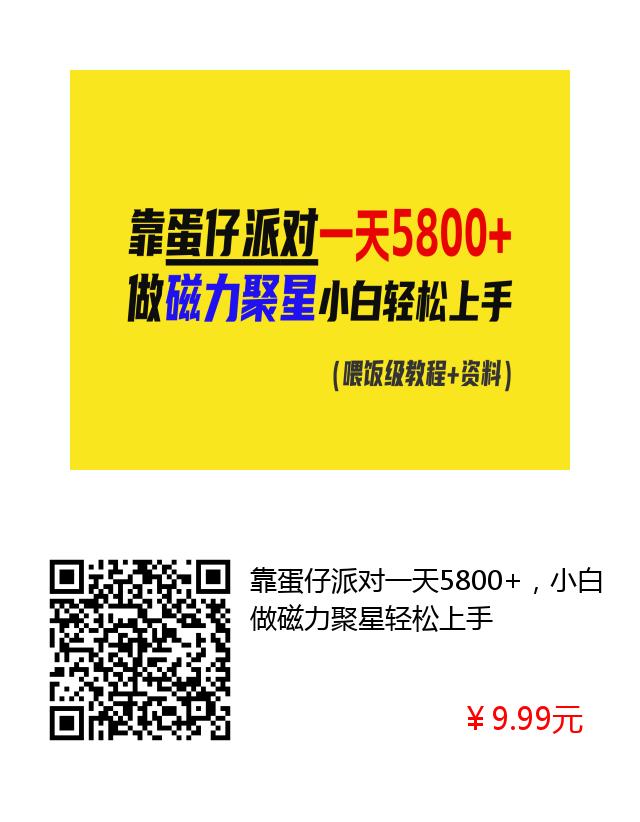 靠蛋仔派对一天5800+
做磁力聚星小白轻松上手
(喂饭级教程+资料)
靠蛋仔派对一天5800+，小白
做磁力聚星轻松上手
￥9.99元